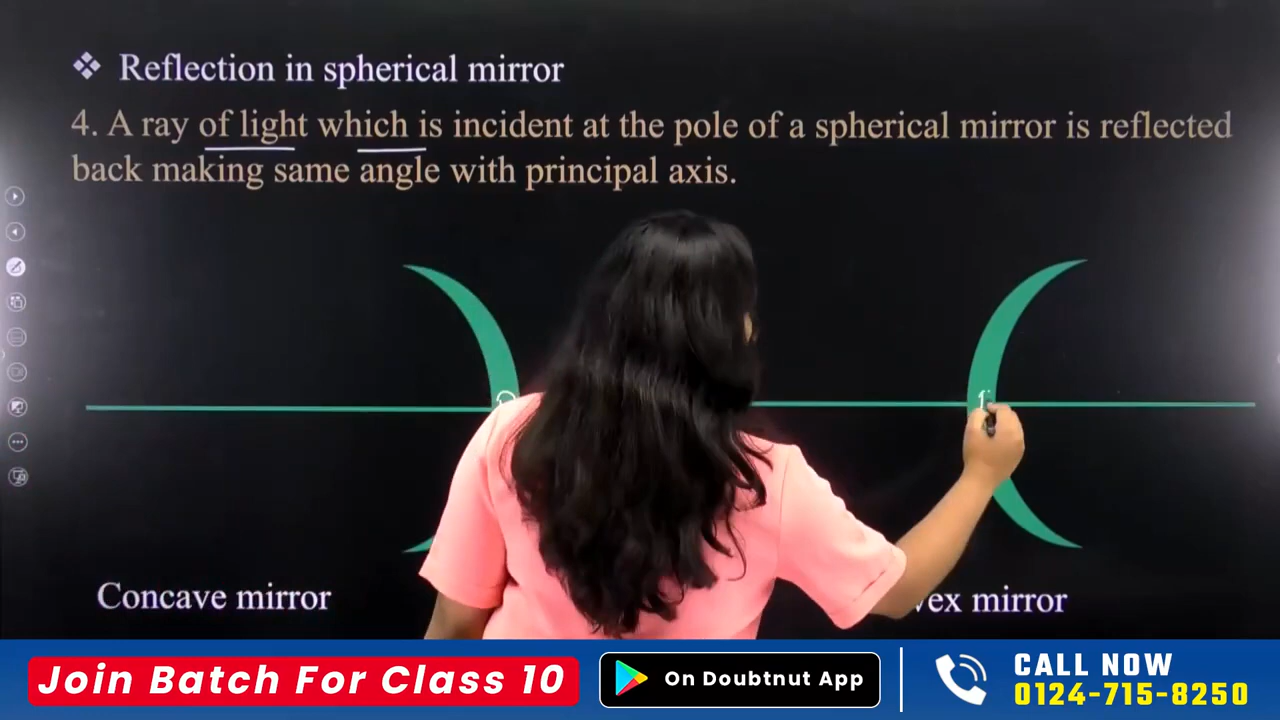 ❖ Reflection in spherical mirror
4. A ray of light which is incident at the pole of a spherical mirror is reflected
back making same angle with principal axis.
Concave mirror
vex mirror
Join Batch For Class 10
On Doubtnut App
CALL NOW
0124-715-8250